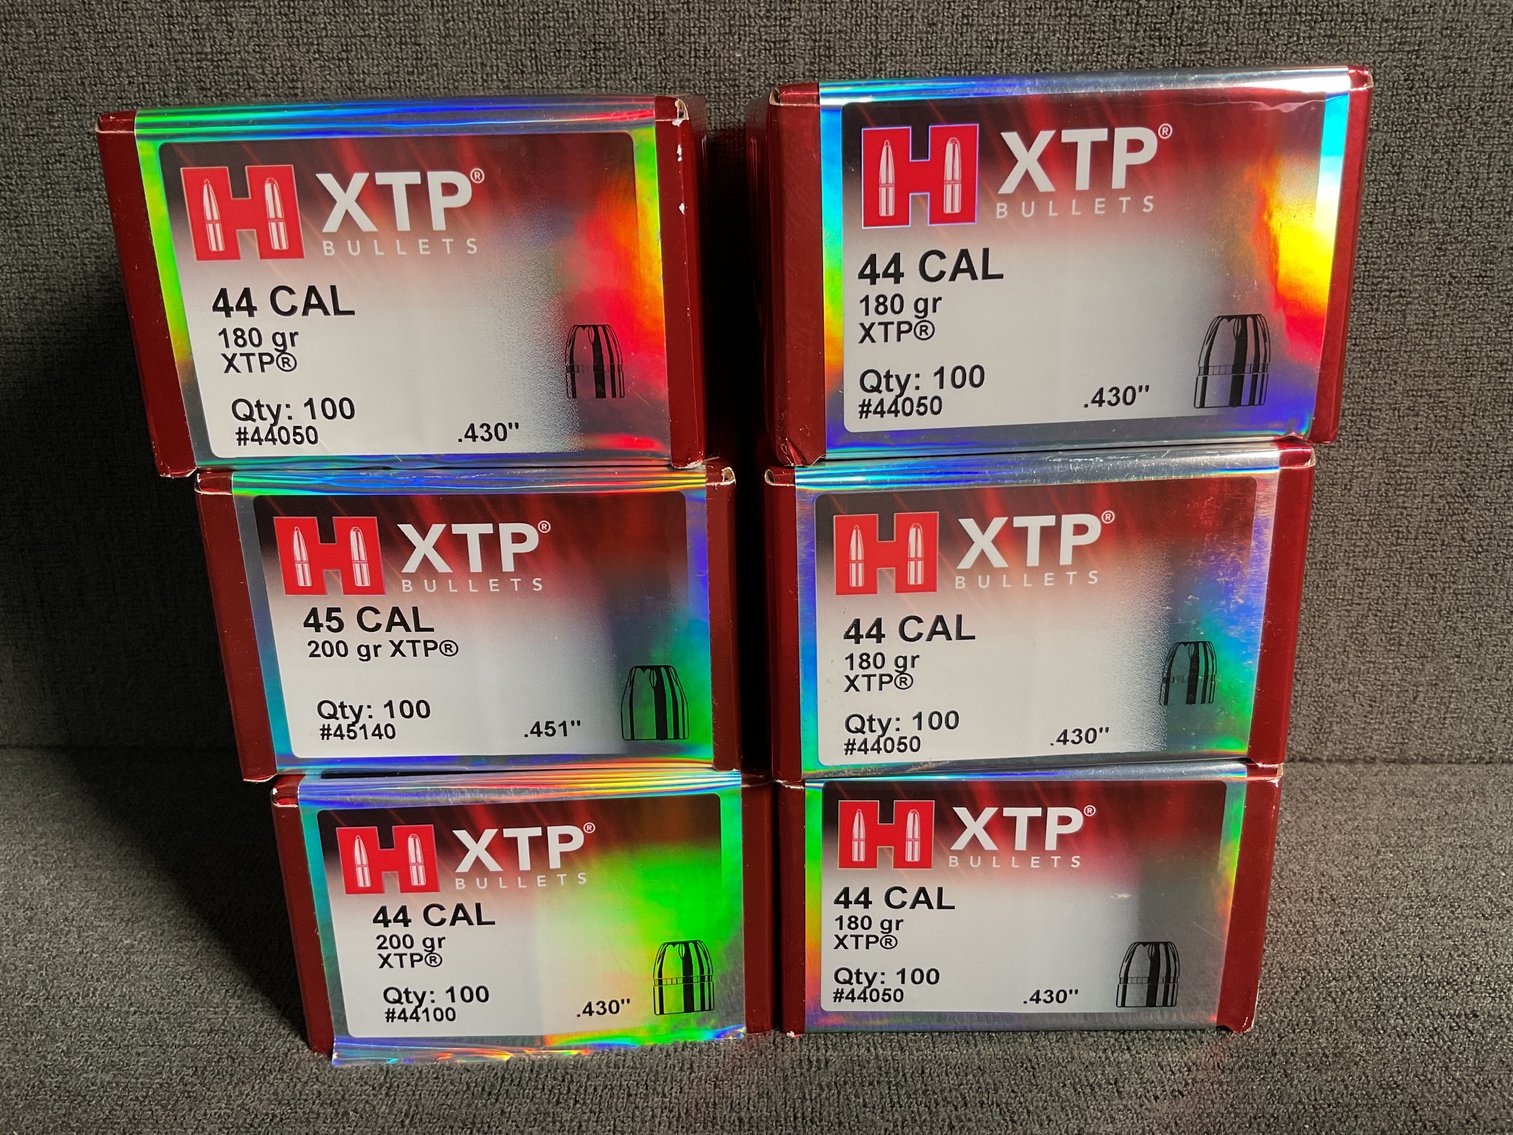 XTP®
BULLETS
44 CAL
180 gr
XTP®
Qty: 100
#44050
.430"
XTP®
BULLETS
44 CAL
180 gr
XTP®
Qty: 100
#44050
.430"
XTP®
BULLETS
45 CAL
200 gr XTP®
Qty: 100
#45140
.451"
XTP®
BULLETS
44 CAL
180 gr
XTP®
Qty: 100
#44050
.430"
XTP®
BULLETS
44 CAL
200 gr
XTP®
Qty: 100
#44100
.430"
XTP®
BULLETS
44 CAL
180 gr
XTP®
Qty: 100
#44050
.430"